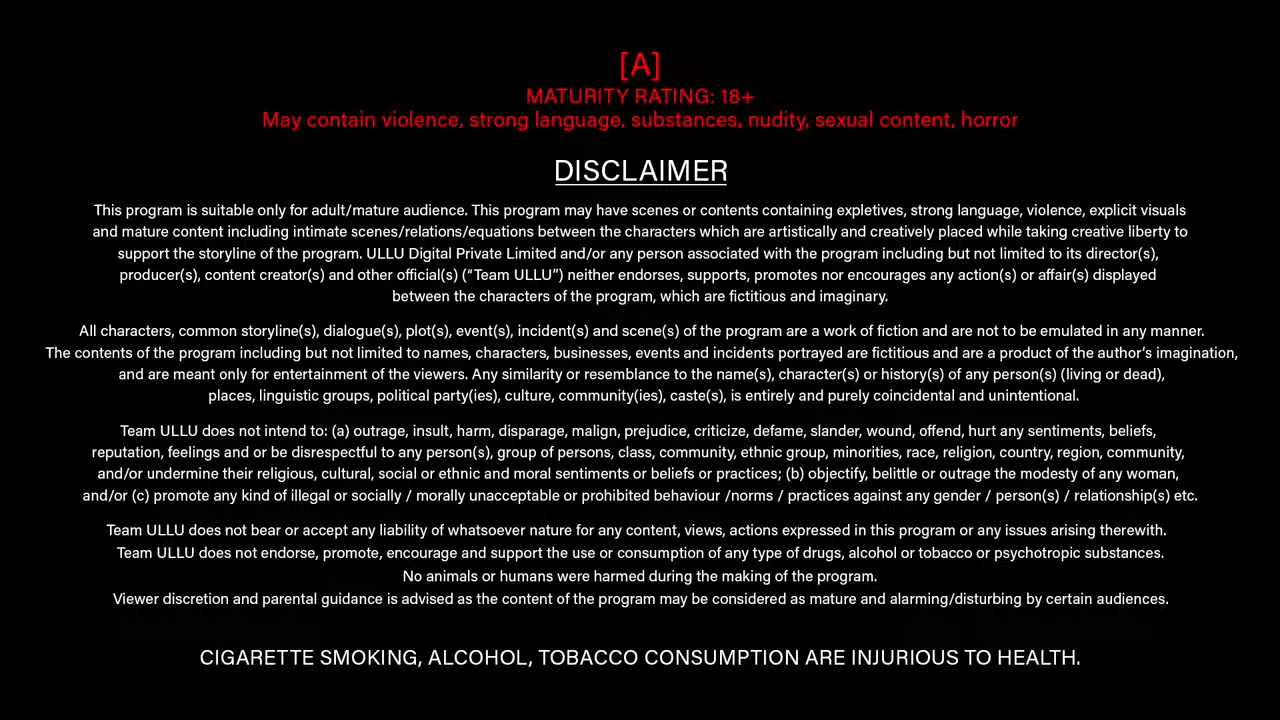 [A]
MATURITY RATING: 18+
May contain violence, strong language, substances, nudity, sexual content, horror
DISCLAIMER
This program is suitable only for adult/mature audience. This program may have scenes or contents containing expletives, strong language, violence, explicit visuals
and mature content including intimate scenes/relations/equations between the characters which are artistically and creatively placed while taking creative liberty to
support the storyline of the program. ULLU Digital Private Limited and/or any person associated with the program including but not limited to its director(s),
producer(s), content creator(s) and other official(s) (“Team ULLU”) neither endorses, supports, promotes nor encourages any action(s) or affair(s) displayed
between the characters of the program, which are fictitious and imaginary.
All characters, common storyline(s), dialogue(s), plot(s), event(s), incident(s) and scene(s) of the program are a work of fiction and are not to be emulated in any manner.
The contents of the program including but not limited to names, characters, businesses, events and incidents portrayed are fictitious and are a product of the author’s imagination,
and are meant only for entertainment of the viewers. Any similarity or resemblance to the name(s), character(s) or history(s) of any person(s) (living or dead),
places, linguistic groups, political party(ies), culture, community(ies), caste(s), is entirely and purely coincidental and unintentional.
Team ULLU does not intend to: (a) outrage, insult, harm, disparage, malign, prejudice, criticize, defame, slander, wound, offend, hurt any sentiments, beliefs,
reputation, feelings and or be disrespectful to any person(s), group of persons, class, community, ethnic group, minorities, race, religion, country, region, community,
and/or undermine their religious, cultural, social or ethnic and moral sentiments or beliefs or practices; (b) objectify, belittle or outrage the modesty of any woman,
and/or (c) promote any kind of illegal or socially / morally unacceptable or prohibited behaviour /norms / practices against any gender / person(s) / relationship(s) etc.
Team ULLU does not bear or accept any liability of whatsoever nature for any content, views, actions expressed in this program or any issues arising therewith.
Team ULLU does not endorse, promote, encourage and support the use or consumption of any type of drugs, alcohol or tobacco or psychotropic substances.
No animals or humans were harmed during the making of the program.
Viewer discretion and parental guidance is advised as the content of the program may be considered as mature and alarming/disturbing by certain audiences.
CIGARETTE SMOKING, ALCOHOL, TOBACCO CONSUMPTION ARE INJURIOUS TO HEALTH.